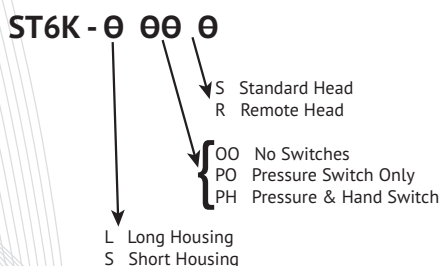 ST6K - Ɵ ƟƟ Ɵ
S Standard Head
R Remote Head
OO No Switches
PO Pressure Switch Only
PH Pressure & Hand Switch
L Long Housing
S Short Housing